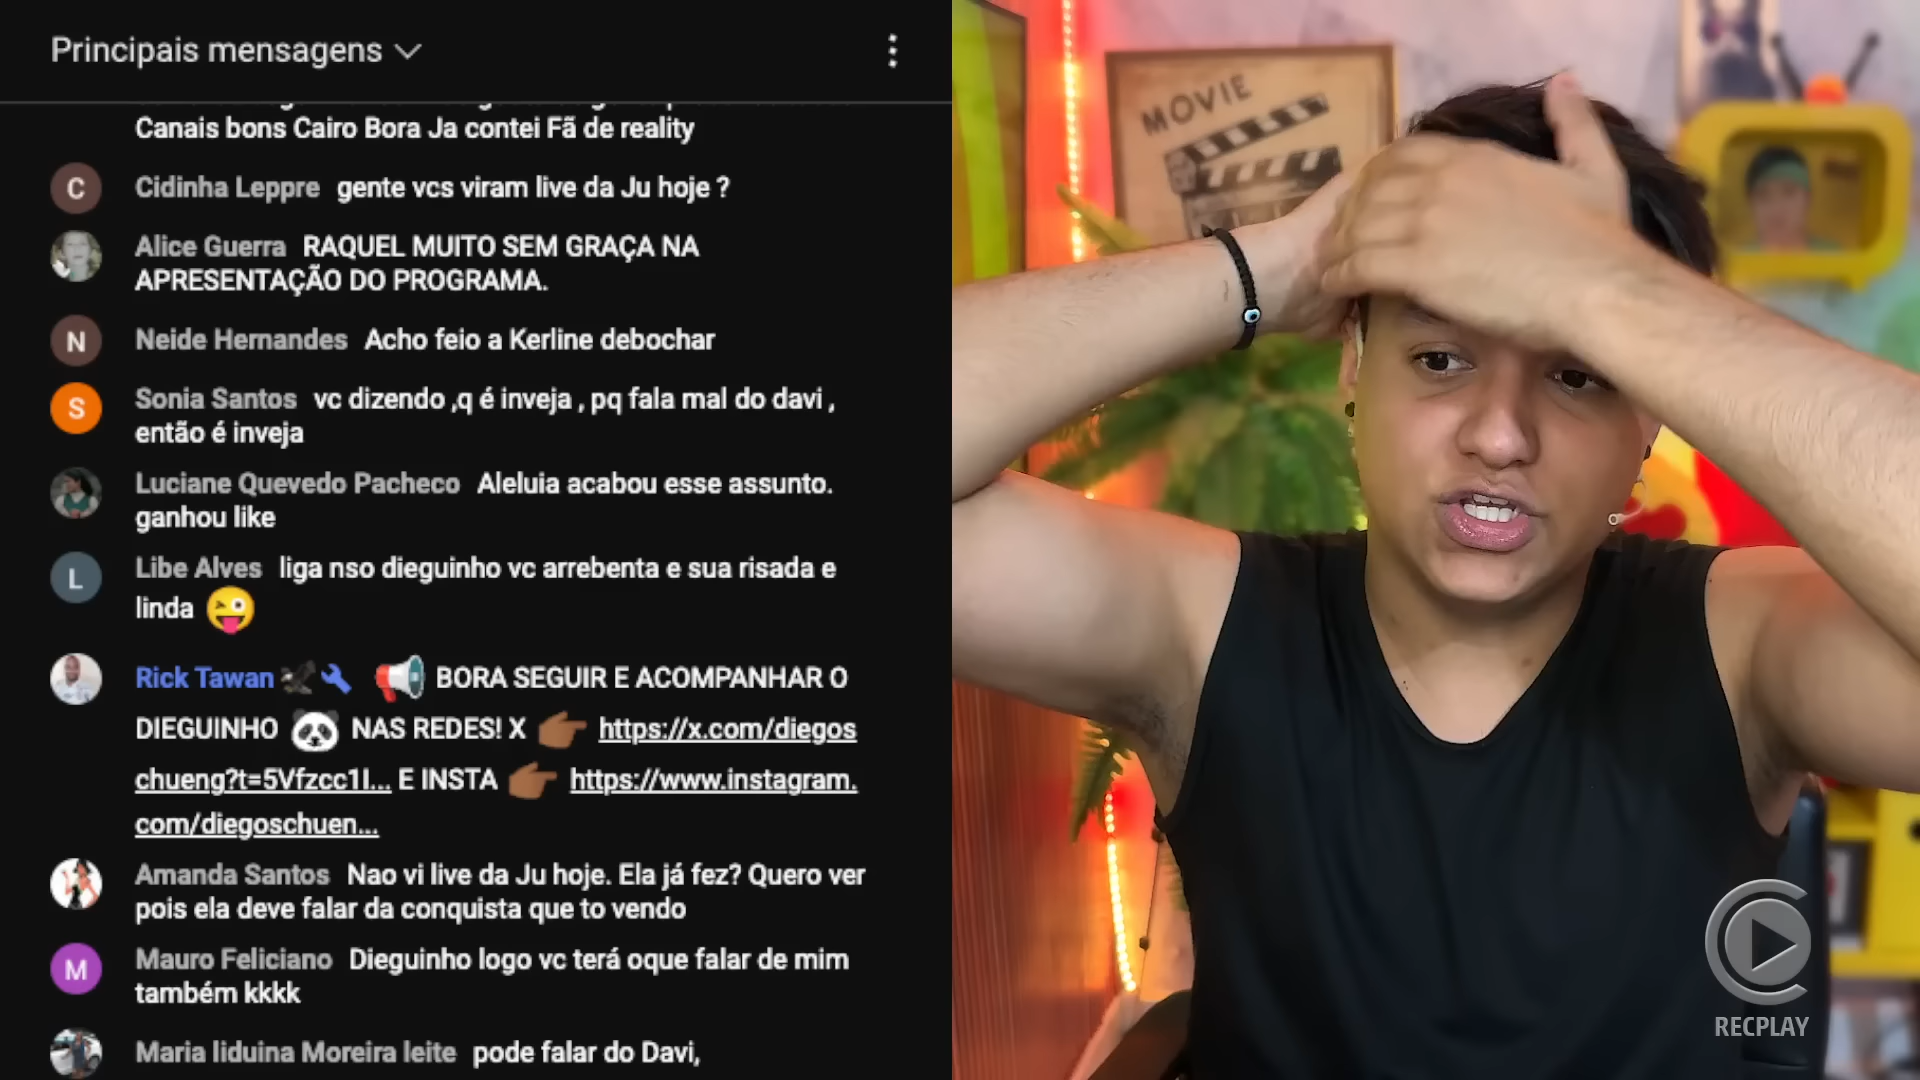 Principais mensagens
Canais bons Cairo Bora Ja contei Fã de reality
C Cidinha Leppre gente vcs viram live da Ju hoje ?
Alice Guerra RAQUEL MUITO SEM GRAÇA NA
APRESENTAÇÃO DO PROGRAMA.
N Neide Hernandes Acho feio a Kerline debochar
S Sonia Santos vc dizendo ,q é inveja , pq fala mal do davi ,
então é inveja
Luciane Quevedo Pacheco Aleluia acabou esse assunto.
ganhou like
L Libe Alves liga nso dieguinho vc arrebenta e sua risada e
linda 😜
Rick Tawan 🔧 📢 BORA SEGUIR E ACOMPANHAR O
DIEGUINHO 🐼 NAS REDES! X 👉🏾 https://x.com/diegos
chueng?t=5Vfzcc1I... E INSTA 👉🏾 https://www.instagram.
com/diegoschuen...
Amanda Santos Nao vi live da Ju hoje. Ela já fez? Quero ver
pois ela deve falar da conquista que to vendo
M Mauro Feliciano Dieguinho logo vc terá oque falar de mim
também kkkk
Maria liduina Moreira leite pode falar do Davi,
MOVIE
RECPLAY